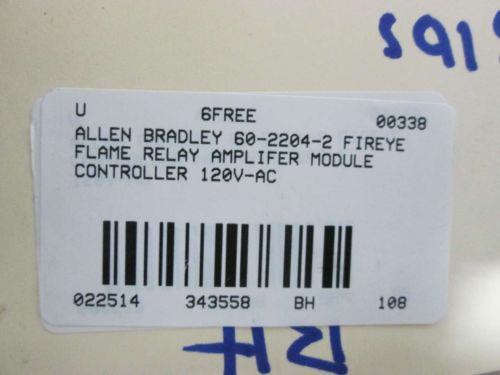 U 6FREE 00338
ALLEN BRADLEY 60-2204-2 FIREYE
FLAME RELAY AMPLIFER MODULE
CONTROLLER 120V-AC
022514 343558 BH 108